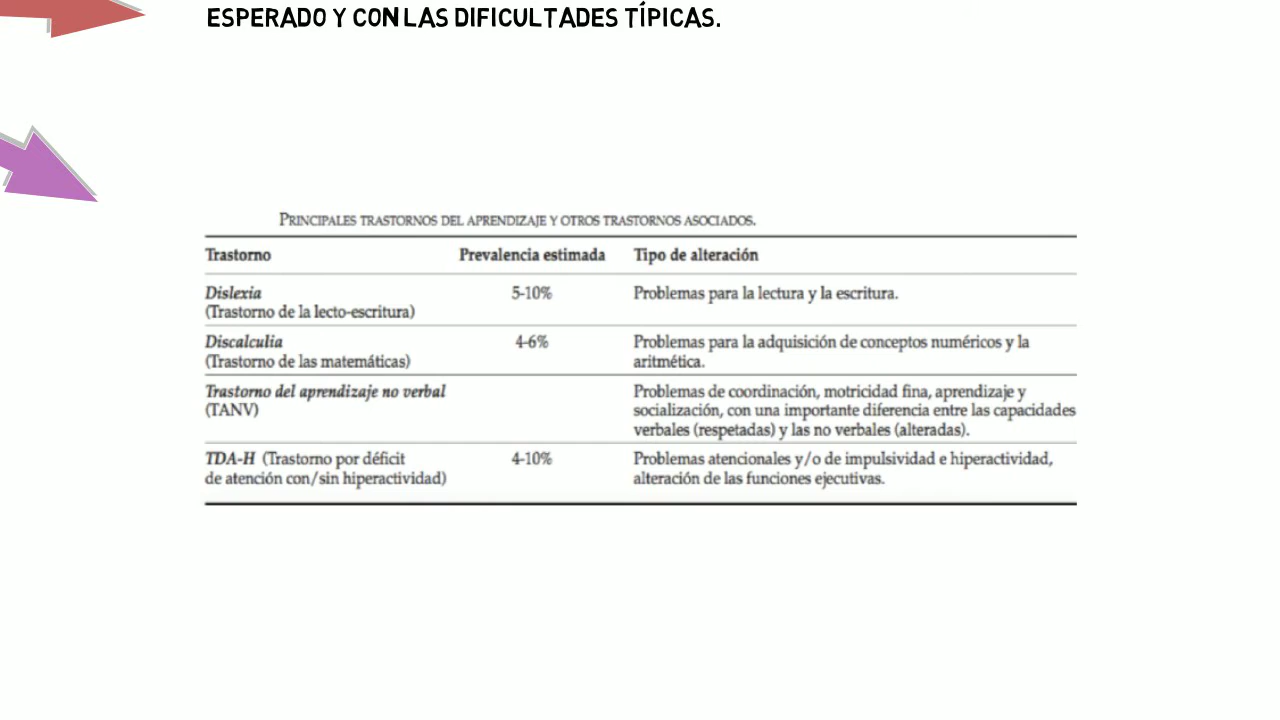 ESPERADO Y CON LAS DIFICULTADES TÍPICAS.
PRINCIPALES TRASTORNOS DEL APRENDIZAJE Y OTROS TRASTORNOS ASOCIADOS.
Trastorno Prevalencia estimada Tipo de alteración
Dislexia 5-10% Problemas para la lectura y la escritura.
(Trastorno de la lecto-escritura)
Discalculia 4-6% Problemas para la adquisición de conceptos numéricos y la
(Trastorno de las matemáticas) aritmética.
Trastorno del aprendizaje no verbal Problemas de coordinación, motricidad fina, aprendizaje y
(TANV) socialización, con una importante diferencia entre las capacidades
verbales (respetadas) y las no verbales (alteradas).
TDA-H (Trastorno por déficit 4-10% Problemas atencionales y/o de impulsividad e hiperactividad,
de atención con/sin hiperactividad) alteración de las funciones ejecutivas.